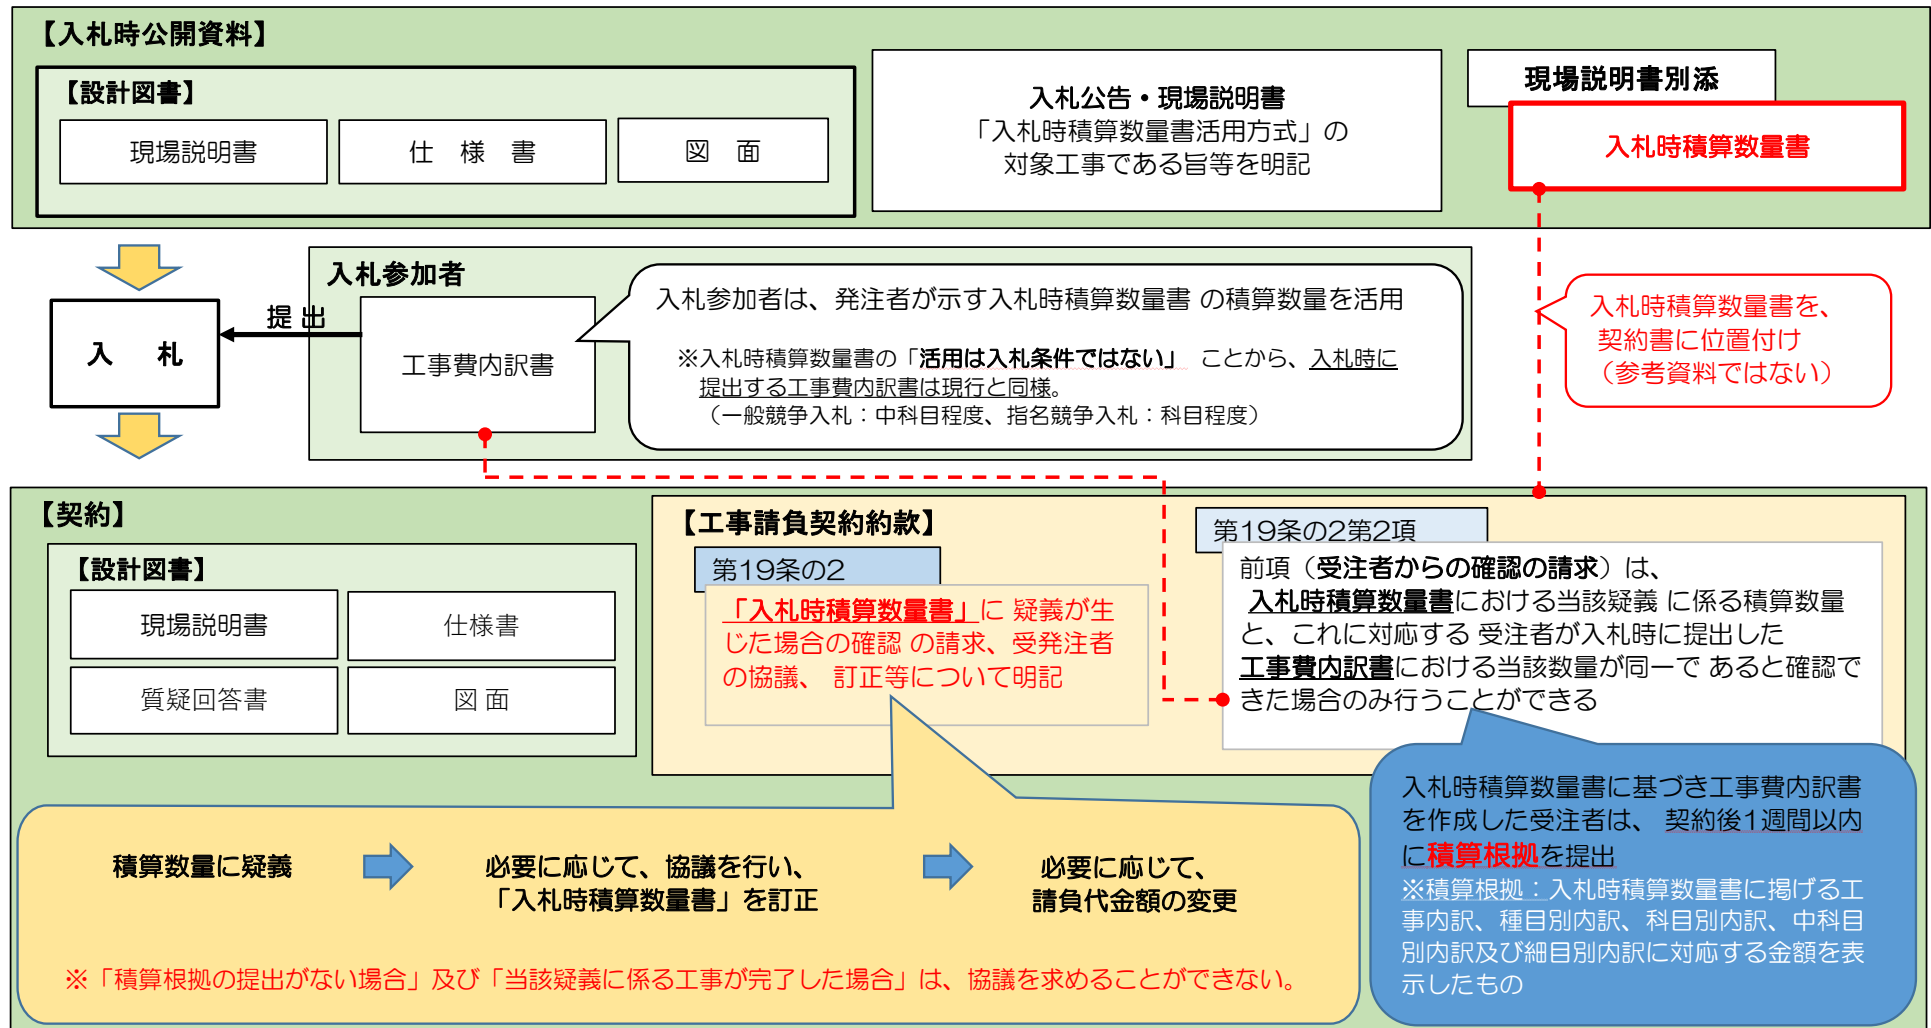 【入札時公開資料】
【設計図書】
現場説明書
仕 様 書
図 面
入札公告・現場説明書
「入札時積算数量書活用方式」の
対象工事である旨等を明記
現場説明書別添
入札時積算数量書
入札参加者
提 出
入 札
工事費内訳書
入札参加者は、発注者が示す入札時積算数量書 の積算数量を活用
※入札時積算数量書の「活用は入札条件ではない」 ことから、入札時に
提出する工事費内訳書は現行と同様。
（一般競争入札：中科目程度、指名競争入札：科目程度）
入札時積算数量書を、
契約書に位置付け
（参考資料ではない）
【契約】
【設計図書】
現場説明書
仕様書
質疑回答書
図 面
【工事請負契約約款】
第19条の2
「入札時積算数量書」に 疑義が生
じた場合の確認 の請求、受発注者
の協議、 訂正等について明記
第19条の2第2項
前項（受注者からの確認の請求）は、
入札時積算数量書における当該疑義 に係る積算数量
と、これに対応する 受注者が入札時に提出した
工事費内訳書における当該数量が同一で あると確認で
きた場合のみ行うことができる
積算数量に疑義
必要に応じて、協議を行い、
「入札時積算数量書」を訂正
必要に応じて、
請負代金額の変更
※「積算根拠の提出がない場合」及び「当該疑義に係る工事が完了した場合」は、協議を求めることができない。
入札時積算数量書に基づき工事費内訳書
を作成した受注者は、 契約後1週間以内
に積算根拠を提出
※積算根拠：入札時積算数量書に掲げる工
事内訳、種目別内訳、科目別内訳、中科目
別内訳及び細目別内訳に対応する金額を表
示したもの